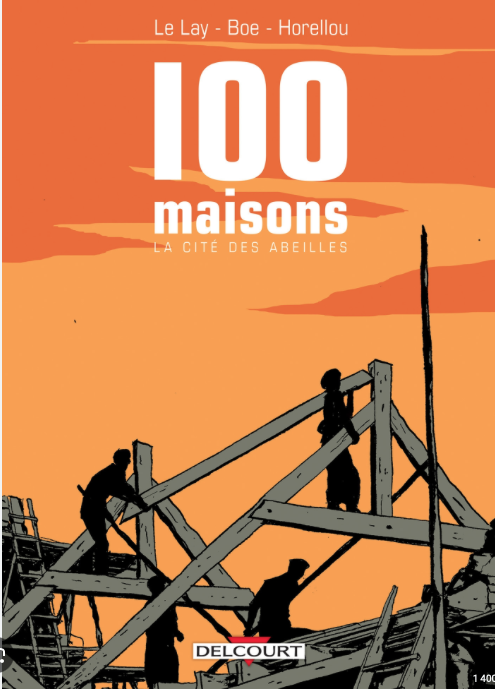 Le Lay - Boe - Horellou
100
maisons
LA CITÉ DES ABEILLES
DELCOURT
1 400